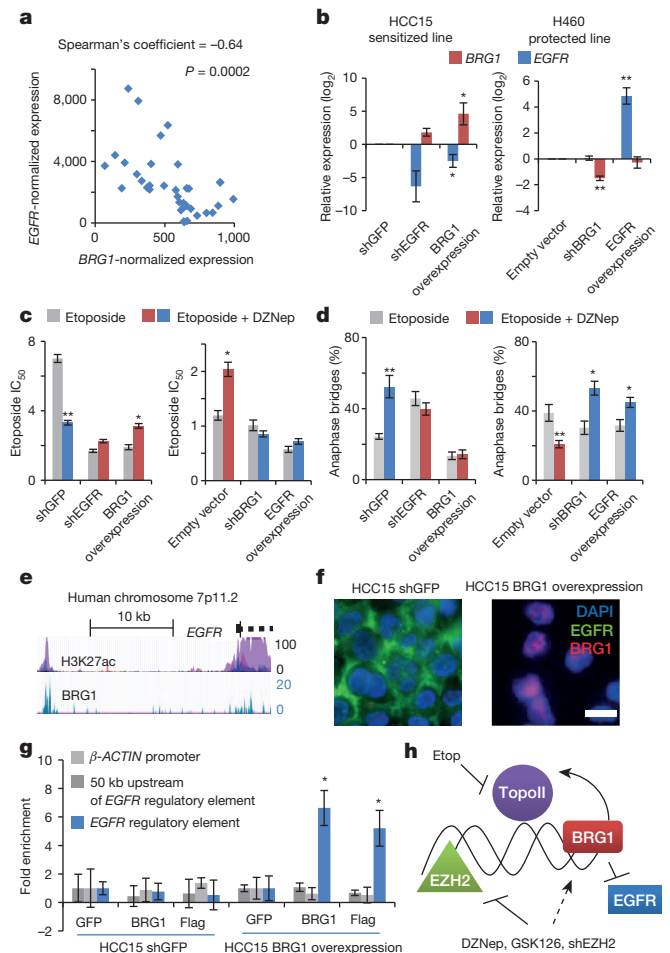 a
Spearman's coefficient = –0.64
P = 0.0002
EGFR-normalized expression
8,000
4,000
0
0 500 1,000
BRG1-normalized expression
b
HCC15
sensitized line
H460
protected line
BRG1 EGFR
Relative expression (log2)
10
5
0
–5
–10
*
*
shGFP
shEGFR
BRG1
overexpression
Relative expression (log2)
6
4
2
0
–2
–4
**
**
Empty vector
shBRG1
EGFR
overexpression
c
Etoposide Etoposide + DZNep
Etoposide IC50
6
4
2
0
**
*
shGFP
shEGFR
BRG1
overexpression
Etoposide IC50
3
2
1
0
*
Empty vector
shBRG1
EGFR
overexpression
d
Etoposide Etoposide + DZNep
Anaphase bridges (%)
80
40
0
**
shGFP
shEGFR
BRG1
overexpression
Anaphase bridges (%)
80
40
0
**
*
*
Empty vector
shBRG1
EGFR
overexpression
e
Human chromosome 7p11.2
10 kb
EGFR
100
H3K27ac
0
20
BRG1
0
f
HCC15 shGFP
HCC15 BRG1 overexpression
DAPI
EGFR
BRG1
g
β-ACTIN promoter
50 kb upstream
of EGFR regulatory element
EGFR regulatory element
Fold enrichment
10
8
6
4
2
0
–2
*
*
GFP BRG1 Flag GFP BRG1 Flag
HCC15 shGFP HCC15 BRG1 overexpression
h
Etop
TopoII
BRG1
EZH2
EGFR
DZNep, GSK126, shEZH2